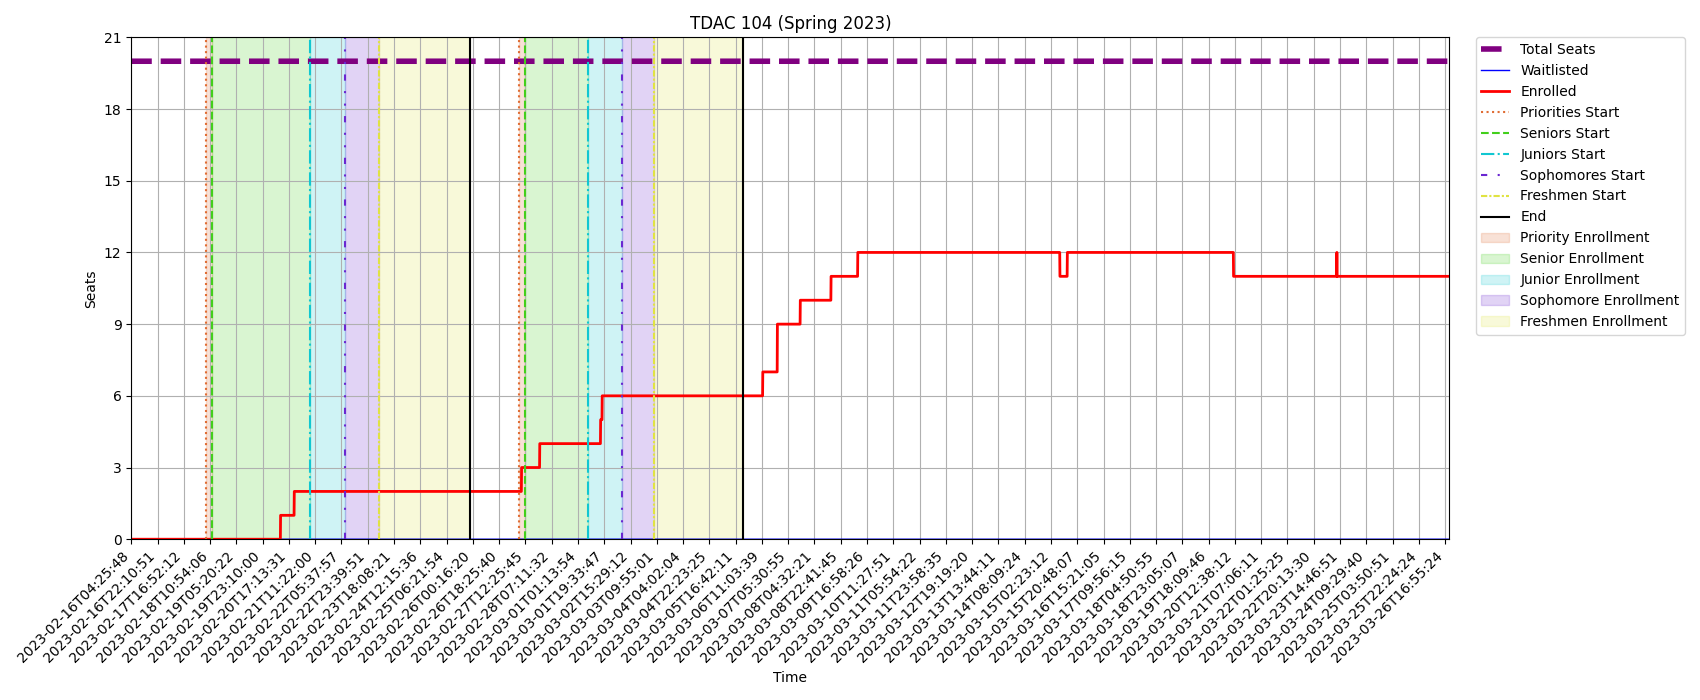 TDAC 104 (Spring 2023)
21
18
15
12
9
6
3
0
Seats
2023-02-16T04:25:48
2023-02-16T22:10:51
2023-02-17T16:52:12
2023-02-18T10:54:06
2023-02-19T05:20:22
2023-02-19T23:10:00
2023-02-20T17:13:31
2023-02-21T11:22:00
2023-02-22T05:37:57
2023-02-22T23:39:51
2023-02-23T18:08:21
2023-02-24T12:15:36
2023-02-25T06:21:54
2023-02-26T00:16:20
2023-02-26T18:25:40
2023-02-27T12:25:45
2023-02-28T07:11:32
2023-03-01T01:13:54
2023-03-01T19:33:47
2023-03-02T15:29:12
2023-03-03T09:55:01
2023-03-04T04:02:04
2023-03-04T22:23:25
2023-03-05T16:42:11
2023-03-06T11:03:39
2023-03-07T05:30:55
2023-03-08T04:32:21
2023-03-08T22:41:45
2023-03-09T16:58:26
2023-03-10T11:27:51
2023-03-11T05:54:22
2023-03-11T23:58:35
2023-03-12T19:19:20
2023-03-13T13:44:11
2023-03-14T08:09:24
2023-03-15T02:23:12
2023-03-15T20:48:07
2023-03-16T15:21:05
2023-03-17T09:56:15
2023-03-18T04:50:55
2023-03-18T23:05:07
2023-03-19T18:09:46
2023-03-20T12:38:12
2023-03-21T07:06:11
2023-03-22T01:25:25
2023-03-22T20:13:30
2023-03-23T14:46:51
2023-03-24T09:29:40
2023-03-25T03:50:51
2023-03-25T22:24:24
2023-03-26T16:55:24
Time
Total Seats
Waitlisted
Enrolled
Priorities Start
Seniors Start
Juniors Start
Sophomores Start
Freshmen Start
End
Priority Enrollment
Senior Enrollment
Junior Enrollment
Sophomore Enrollment
Freshmen Enrollment